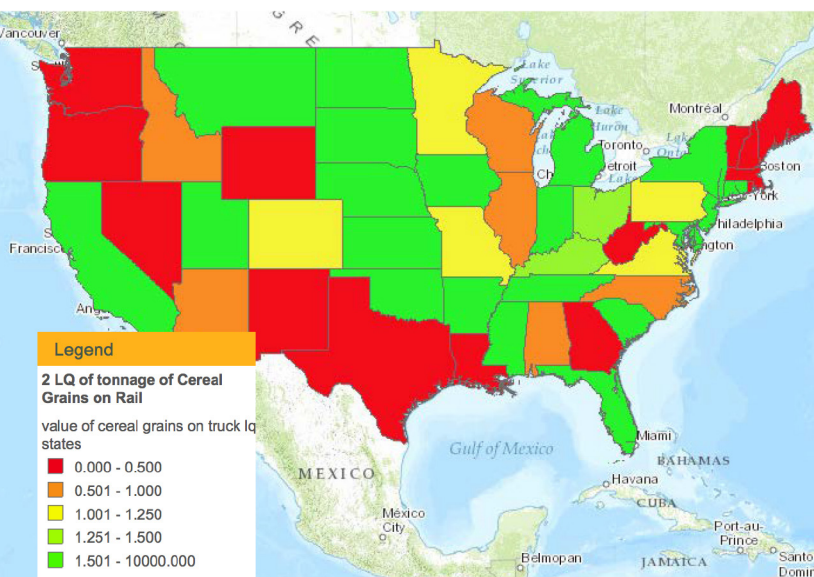 Vancouver
G R E
Lake
Superior
Montréal
Lake
Huron
Toronto
Detroit
Boston
Philadelphia
Legend
2 LQ of tonnage of Cereal
Grains on Rail
value of cereal grains on truck lq
states
0.000 - 0.500
0.501 - 1.000
1.001 - 1.250
1.251 - 1.500
1.501 - 10000.000
Gulf of Mexico
Miami
BAHAMAS
MEXICO
Havana
CUBA
México
City
Port-au-
Prince
Santo
Belmopan
JAMAICA
Domin